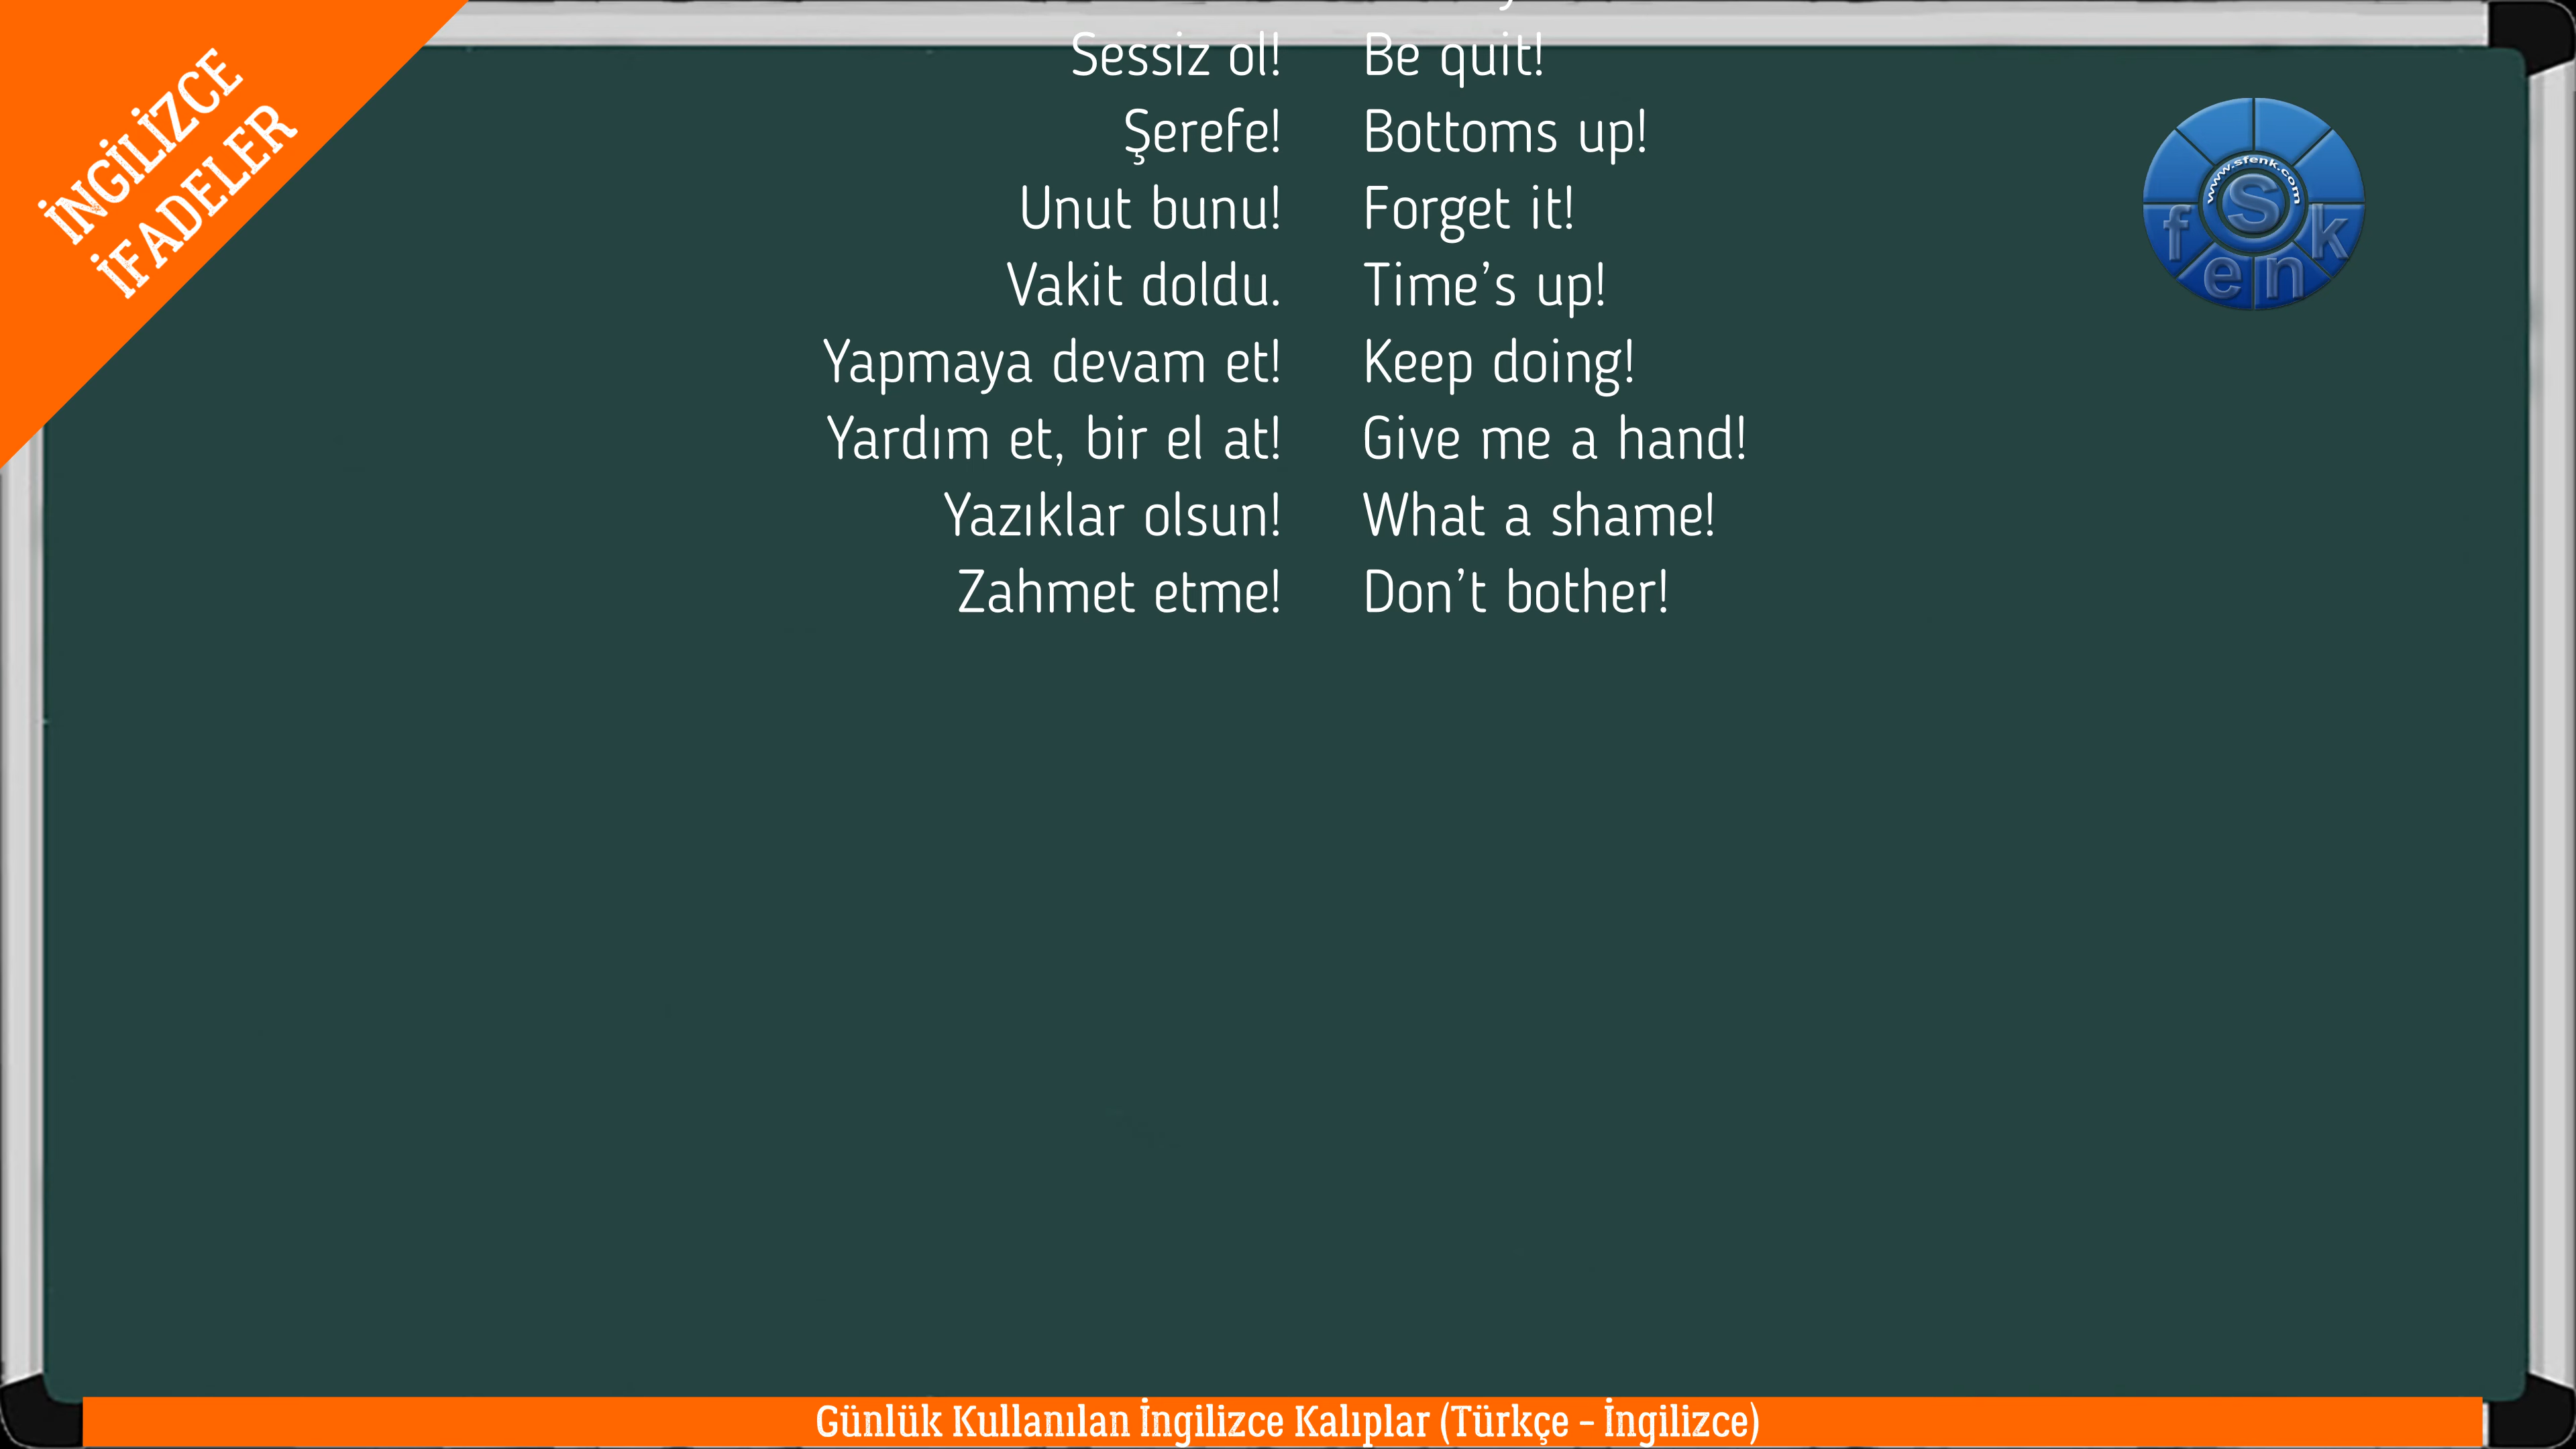 İNGİLİZCE
İFADELER
Sessiz ol! Be quit!
Şerefe! Bottoms up!
Unut bunu! Forget it!
Vakit doldu. Time’s up!
Yapmaya devam et! Keep doing!
Yardım et, bir el at! Give me a hand!
Yazıklar olsun! What a shame!
Zahmet etme! Don’t bother!
www.sfenk.com
S
f e n k
Günlük Kullanılan İngilizce Kalıplar (Türkçe – İngilizce)